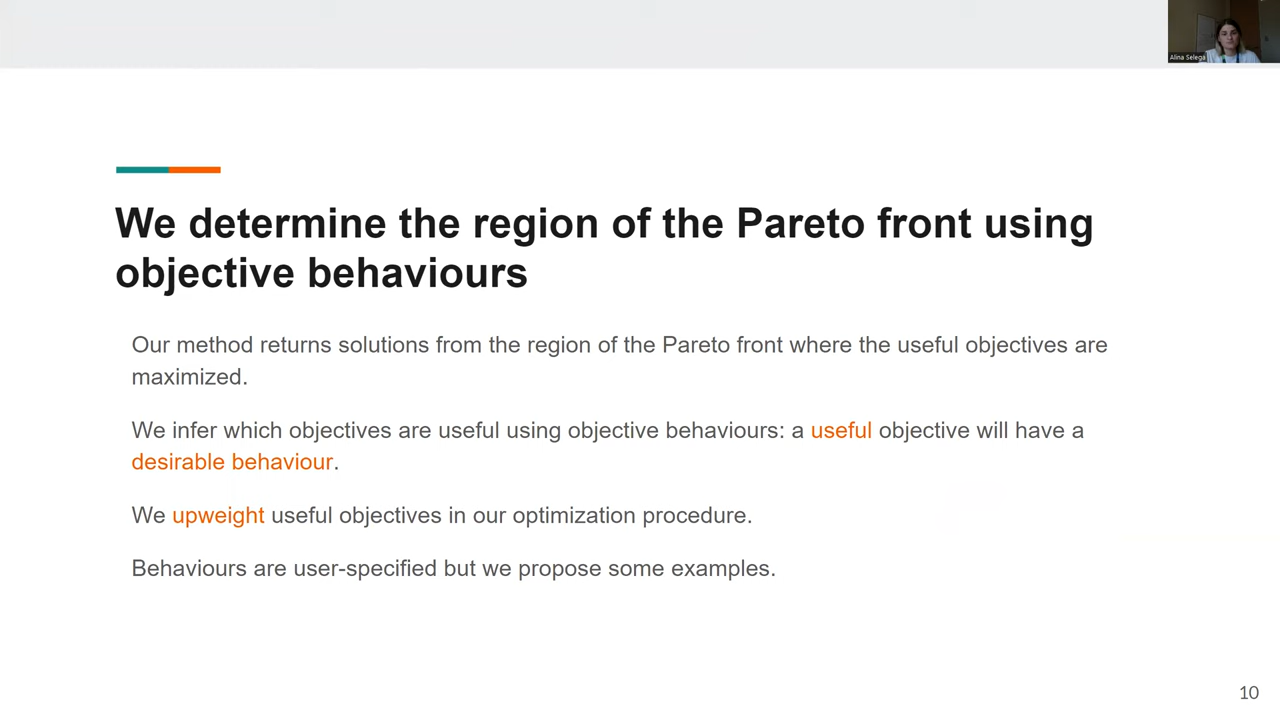 Alina Selega
We determine the region of the Pareto front using
objective behaviours
Our method returns solutions from the region of the Pareto front where the useful objectives are
maximized.
We infer which objectives are useful using objective behaviours: a useful objective will have a
desirable behaviour.
We upweight useful objectives in our optimization procedure.
Behaviours are user-specified but we propose some examples.
10